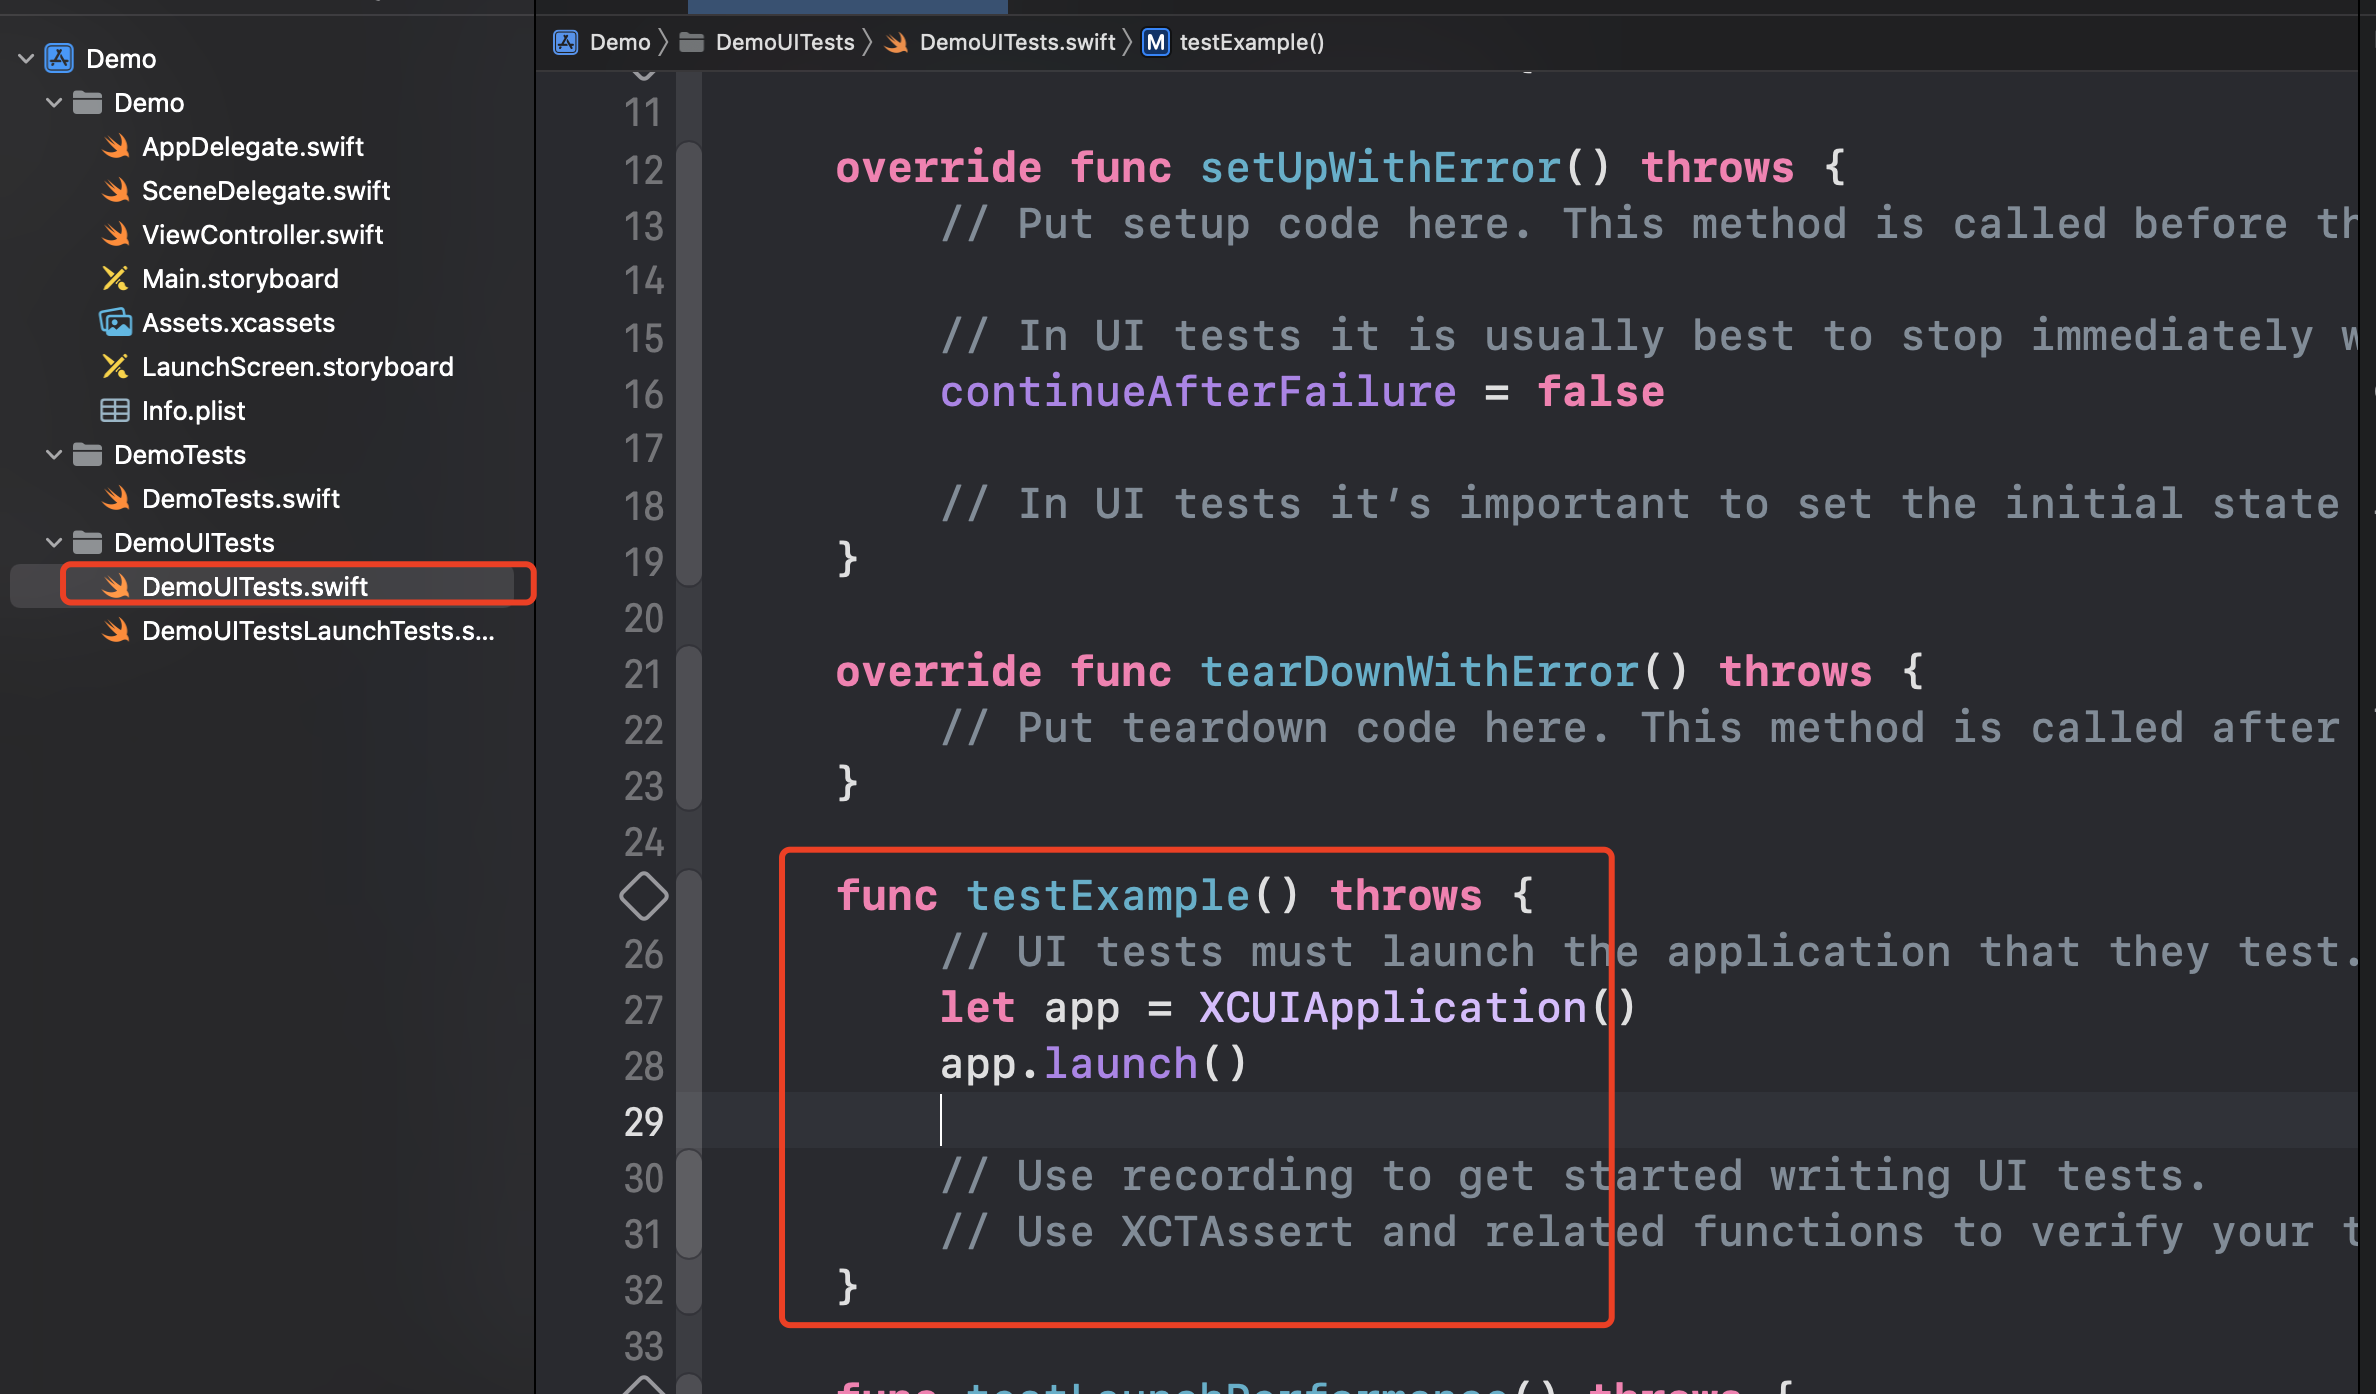 Demo
Demo
AppDelegate.swift
SceneDelegate.swift
ViewController.swift
Main.storyboard
Assets.xcassets
LaunchScreen.storyboard
Info.plist
DemoTests
DemoTests.swift
DemoUITests
DemoUITests.swift
DemoUITestsLaunchTests.s...
Demo DemoUITests DemoUITests.swift M testExample()
11
12 override func setUpWithError() throws {
13 // Put setup code here. This method is called before th
14
15 // In UI tests it is usually best to stop immediately w
16 continueAfterFailure = false
17
18 // In UI tests it’s important to set the initial state
19 }
20
21 override func tearDownWithError() throws {
22 // Put teardown code here. This method is called after
23 }
24
func testExample() throws {
26 // UI tests must launch the application that they test.
27 let app = XCUIApplication()
28 app.launch()
29
30 // Use recording to get started writing UI tests.
31 // Use XCTAssert and related functions to verify your t
32 }
33
func testLaunchPerformance() throws {